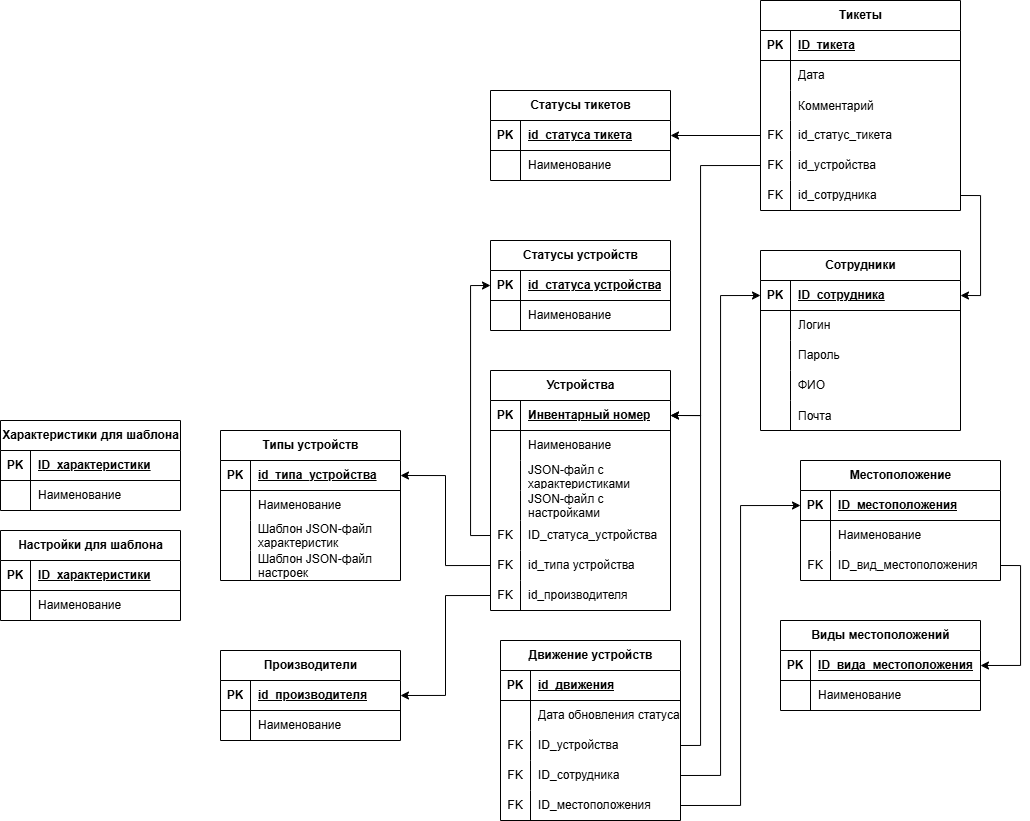 Тикеты
PK ID_тикета
Дата
Комментарий
FK id_статус_тикета
FK id_устройства
FK id_сотрудника
Статусы тикетов
PK id_статуса тикета
Наименование
Статусы устройств
PK id_статуса устройства
Наименование
Сотрудники
PK ID_сотрудника
Логин
Пароль
ФИО
Почта
Устройства
PK Инвентарный номер
Наименование
JSON-файл с
характеристиками
JSON-файл с
настройками
FK ID_статуса_устройства
FK id_типа устройства
FK id_производителя
Характеристики для шаблона
PK ID_характеристики
Наименование
Настройки для шаблона
PK ID_характеристики
Наименование
Типы устройств
PK id_типа_устройства
Наименование
Шаблон JSON-файл
характеристик
Шаблон JSON-файл
настроек
Местоположение
PK ID_местоположения
Наименование
FK ID_вид_местоположения
Виды местоположений
PK ID_вида_местоположения
Наименование
Производители
PK id_производителя
Наименование
Движение устройств
PK id_движения
Дата обновления статуса
FK ID_устройства
FK ID_сотрудника
FK ID_местоположения